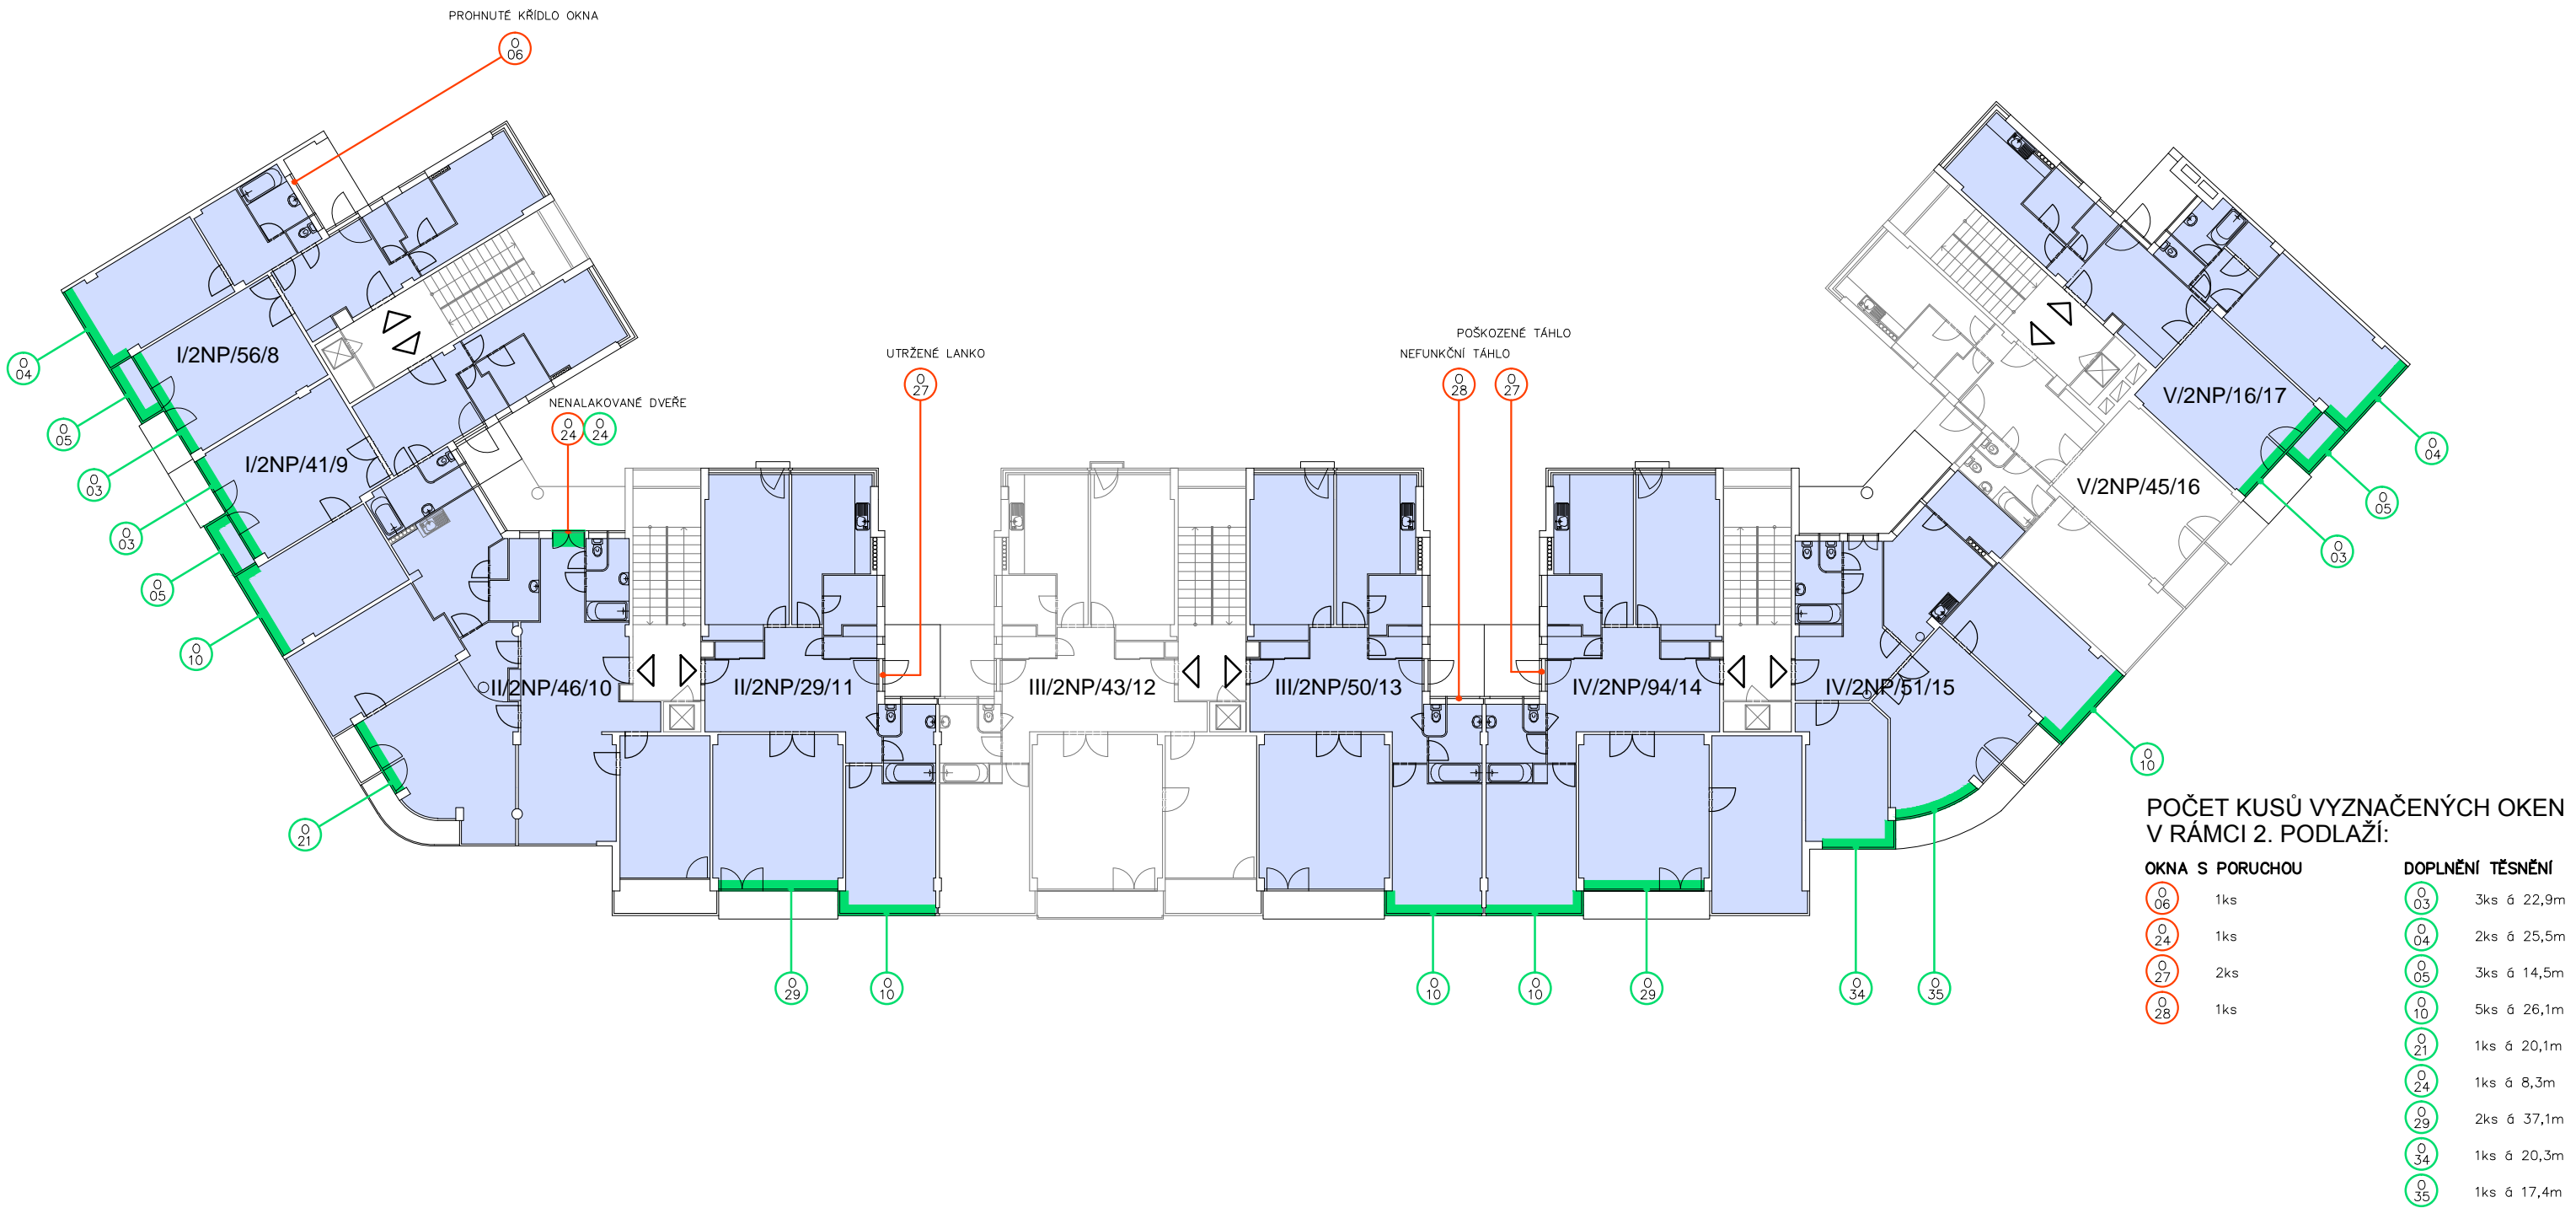 PROHNUTÉ KŘÍDLO OKNA
O
06
POŠKOZENÉ TÁHLO
UTRŽENÉ LANKO
NEFUNKČNÍ TÁHLO
O
27
O
28
O
27
NENALAKOVANÉ DVEŘE
O
24
O
24
I/2NP/56/8
O
04
O
05
I/2NP/41/9
O
03
O
03
O
05
O
10
V/2NP/16/17
O
04
V/2NP/45/16
O
05
O
03
II/2NP/46/10
II/2NP/29/11
III/2NP/43/12
III/2NP/50/13
IV/2NP/94/14
IV/2NP/51/15
O
10
O
21
O
29
O
10
O
10
O
10
O
29
O
34
O
35
POČET KUSŮ VYZNAČENÝCH OKEN
V RÁMCI 2. PODLAŽÍ:
OKNA S PORUCHOU
O
06
1ks
O
24
1ks
O
27
2ks
O
28
1ks
DOPLNĚNÍ TĚSNĚNÍ
O
03
3ks á 22,9m
O
04
2ks á 25,5m
O
05
3ks á 14,5m
O
10
5ks á 26,1m
O
21
1ks á 20,1m
O
24
1ks á 8,3m
O
29
2ks á 37,1m
O
34
1ks á 20,3m
O
35
1ks á 17,4m